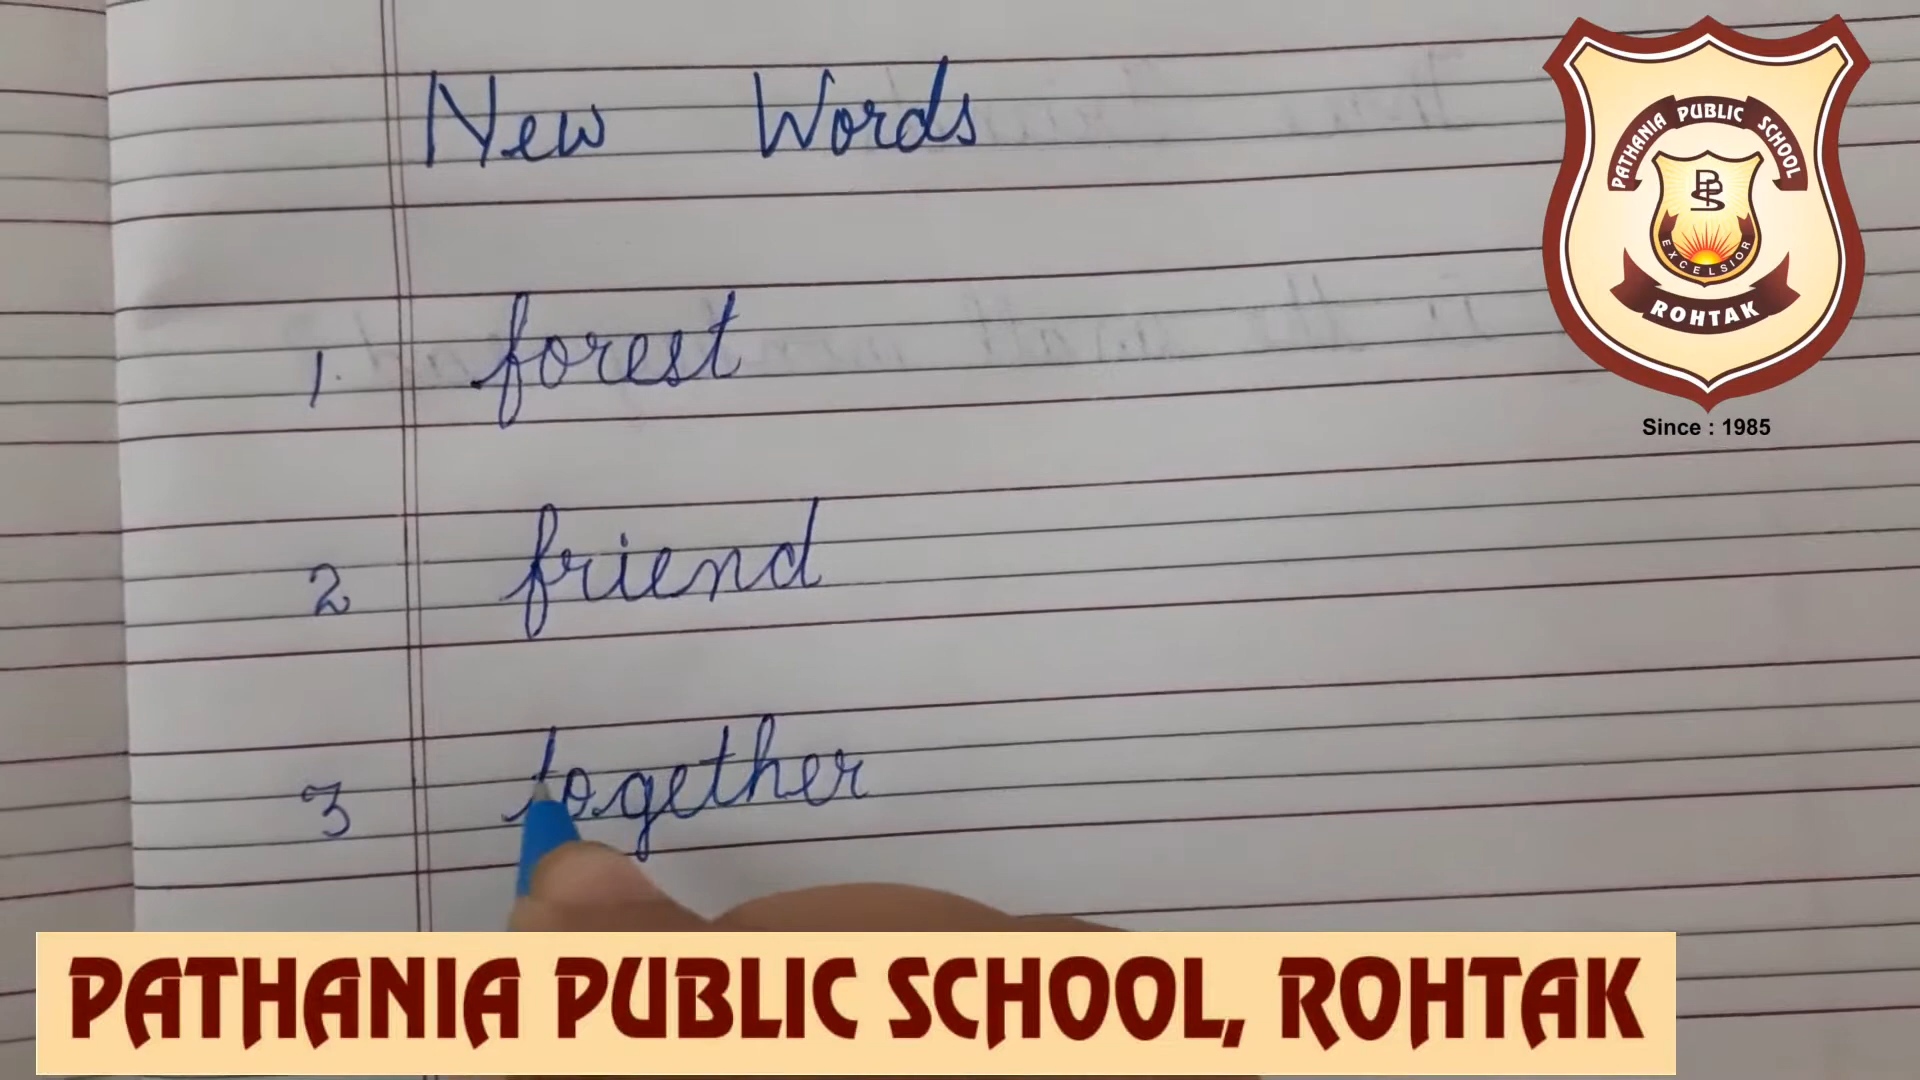 New Words
1. forest
2 friend
3 together
PATHANIA PUBLIC SCHOOL
PBS
EXCELSIOR
ROHTAK
Since : 1985
PATHANIA PUBLIC SCHOOL, ROHTAK